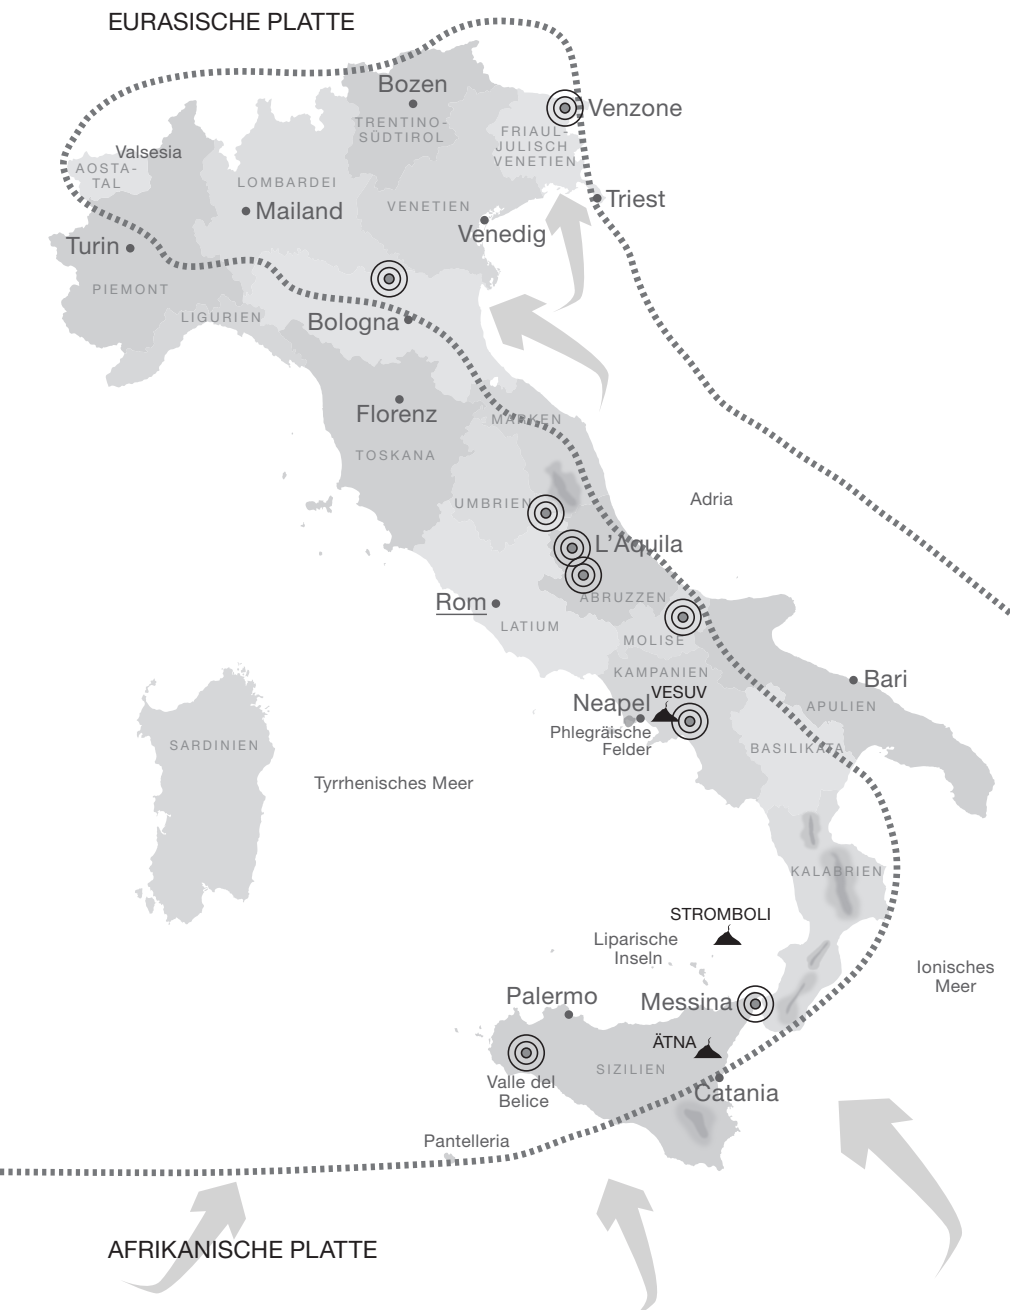 EURASISCHE PLATTE
Bozen
Venzone
TRENTINO-
SÜDTIROL
FRIAUL-
JULISCH
VENETIEN
Valsesia
AOSTA-
TAL
LOMBARDEI
Triest
VENETIEN
Mailand
Venedig
Turin
PIEMONT
LIGURIEN
Bologna
Florenz
MARKEN
TOSKANA
Adria
UMBRIEN
L'Aquila
ABRUZZEN
Rom
LATIUM
MOLISE
KAMPANIEN
Bari
VESUV
Neapel
APULIEN
Phlegräische
Felder
SARDINIEN
BASILIKATA
Tyrrhenisches Meer
KALABRIEN
STROMBOLI
Liparische
Inseln
Ionisches
Meer
Palermo
Messina
ÄTNA
SIZILIEN
Valle del
Belice
Catania
Pantelleria
AFRIKANISCHE PLATTE